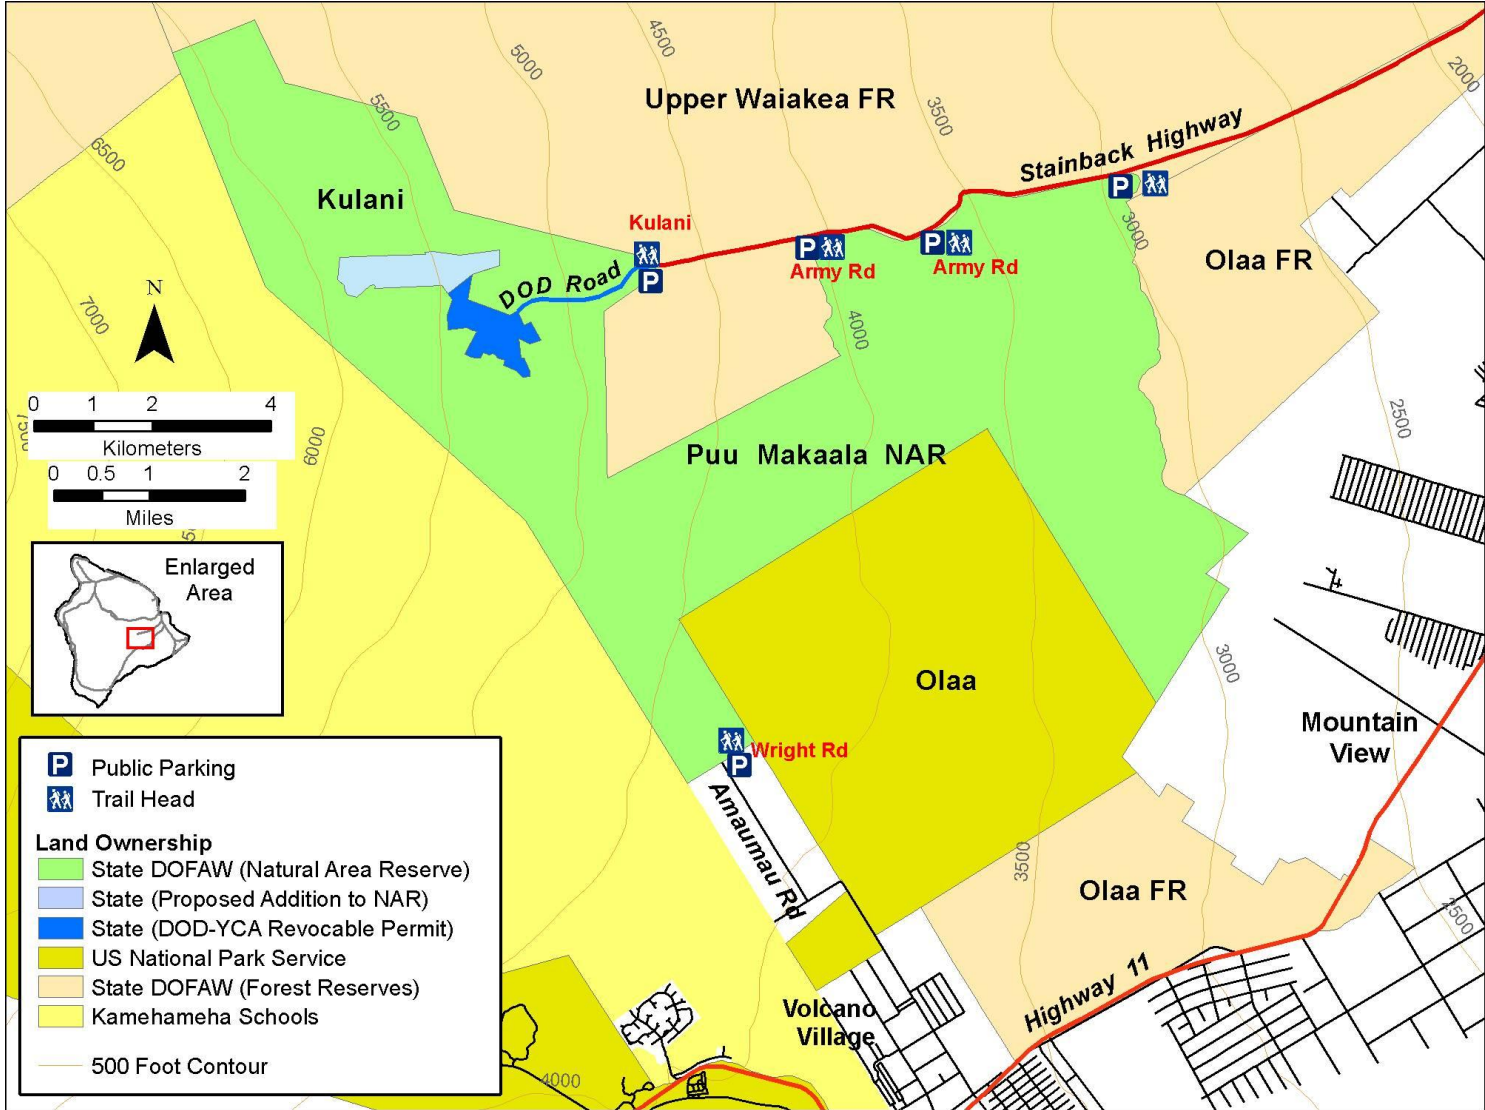 4500
5000
5500
6500
Upper Waiakea FR
3500
2000
Stainback Highway
Kulani
Kulani
P
P
P
P
3000
Olaa FR
Army Rd
Army Rd
DOD Road
N
7000
4000
0 1 2 4
Kilometers
6000
2500
Puu Makaala NAR
0 0.5 1 2
Miles
Enlarged
Area
Olaa
3000
Mountain
View
Wright Rd
P
Amaumau Rd
3500
Olaa FR
2500
Highway 11
Volcano
Village
4000
P Public Parking
Trail Head
Land Ownership
State DOFAW (Natural Area Reserve)
State (Proposed Addition to NAR)
State (DOD-YCA Revocable Permit)
US National Park Service
State DOFAW (Forest Reserves)
Kamehameha Schools
500 Foot Contour